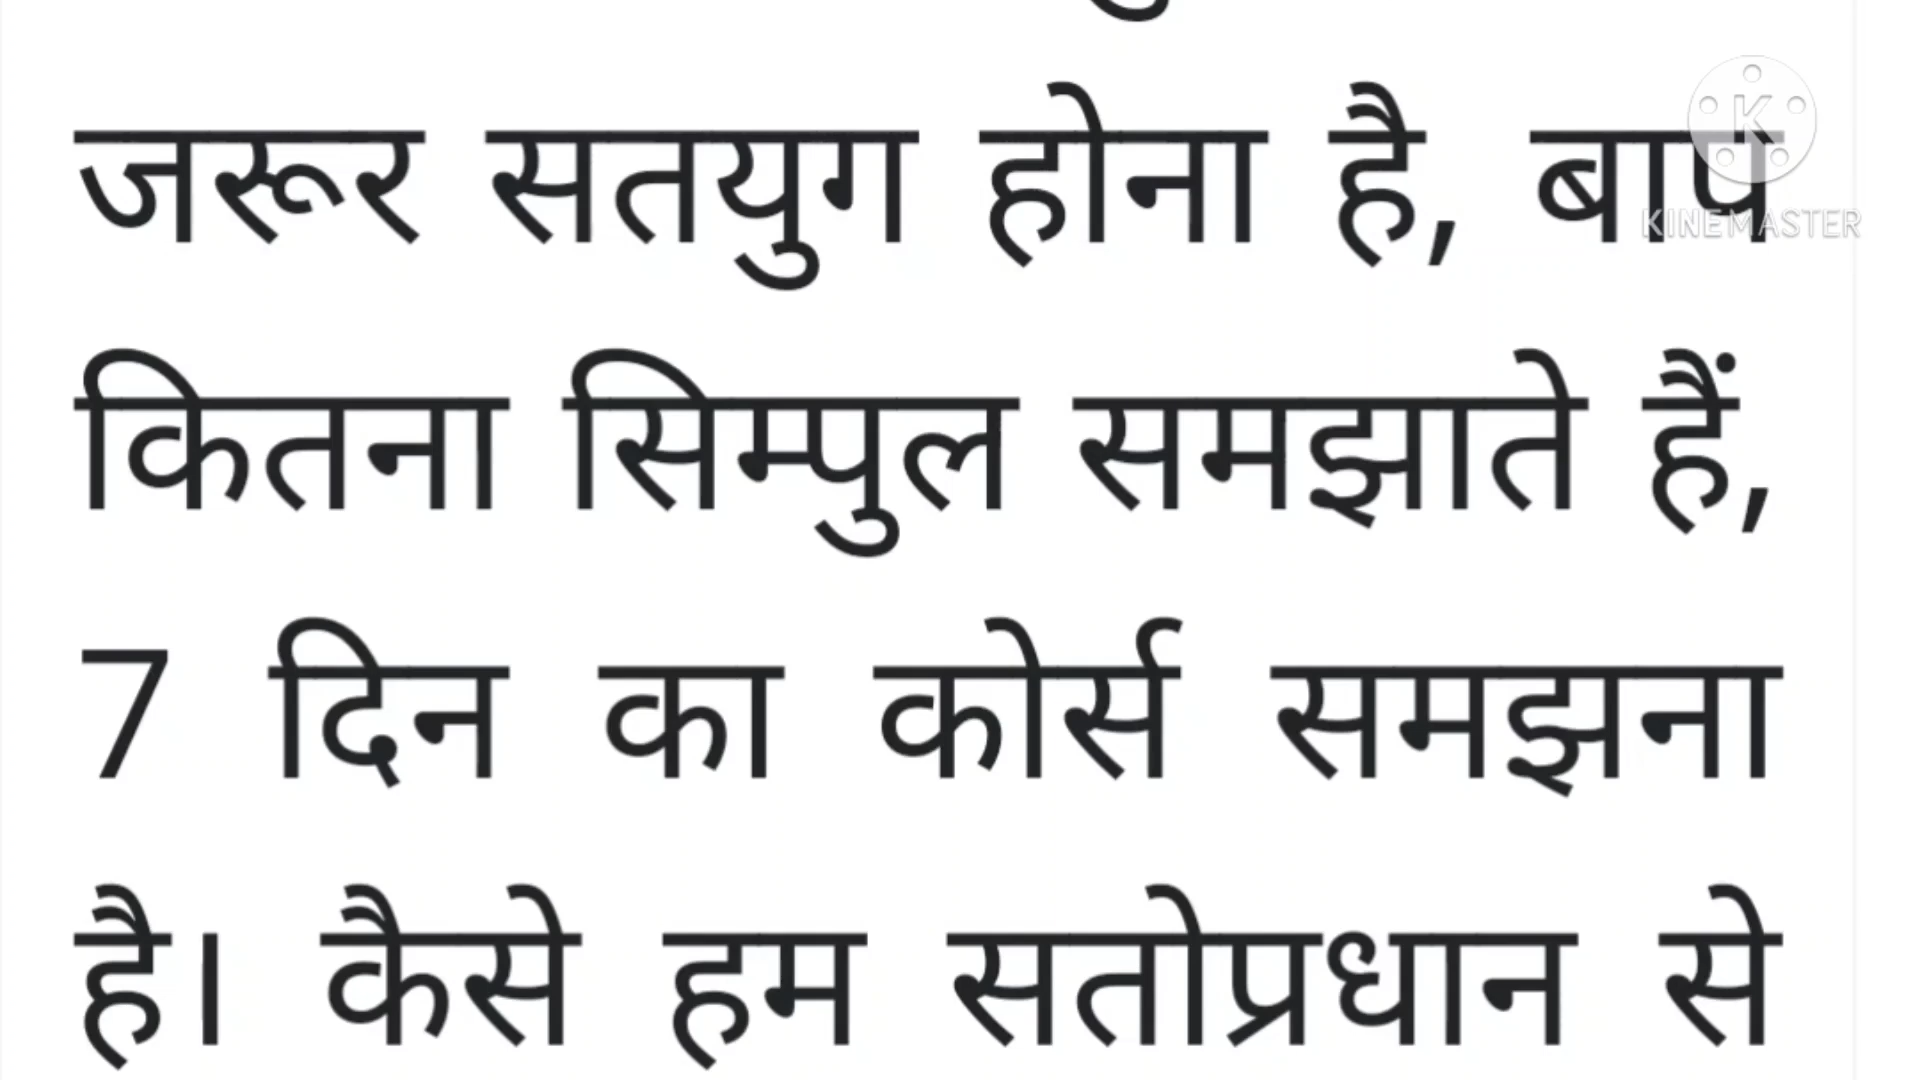 जरूर सतयुग होना है, बाप
KINEMASTER
कितना सिम्पुल समझाते हैं,
7 दिन का कोर्स समझना
है। कैसे हम सतोप्रधान से